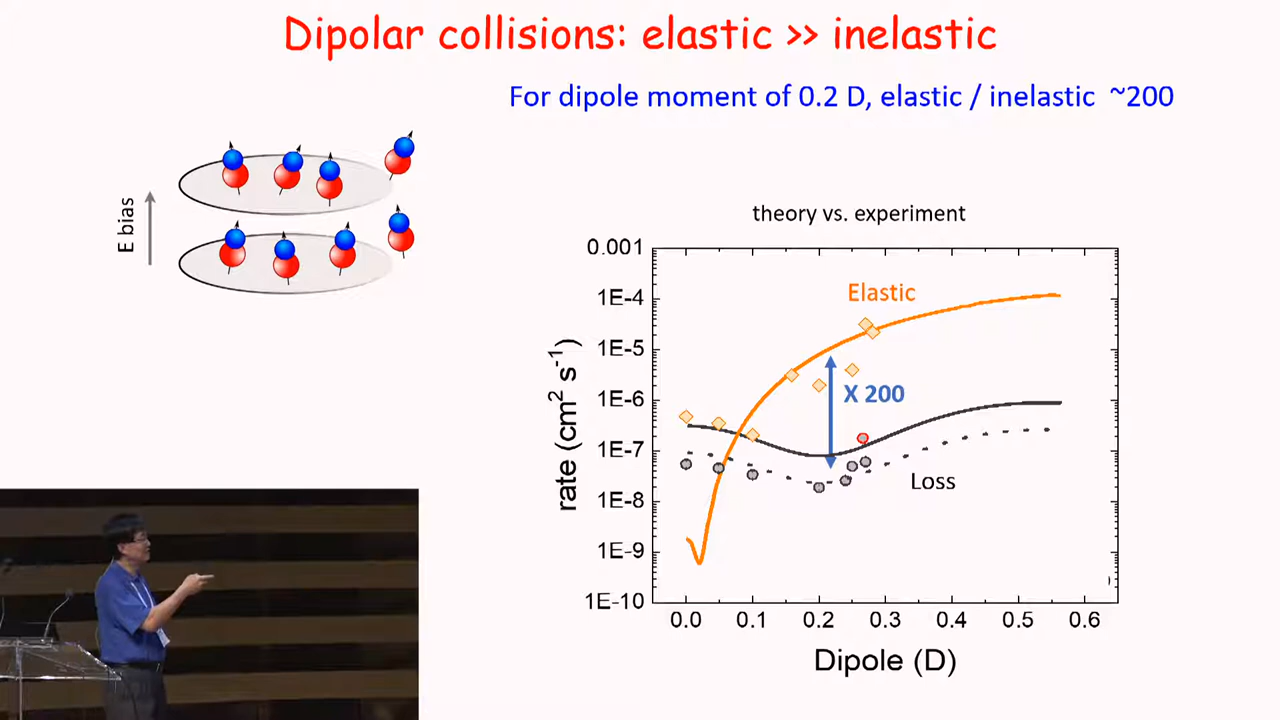 Dipolar collisions: elastic >> inelastic
For dipole moment of 0.2 D, elastic / inelastic ~200
E bias
theory vs. experiment
rate (cm² s⁻¹)
0.001
1E-4
1E-5
1E-6
1E-7
1E-8
1E-9
1E-10
Elastic
X 200
Loss
0.0 0.1 0.2 0.3 0.4 0.5 0.6
Dipole (D)